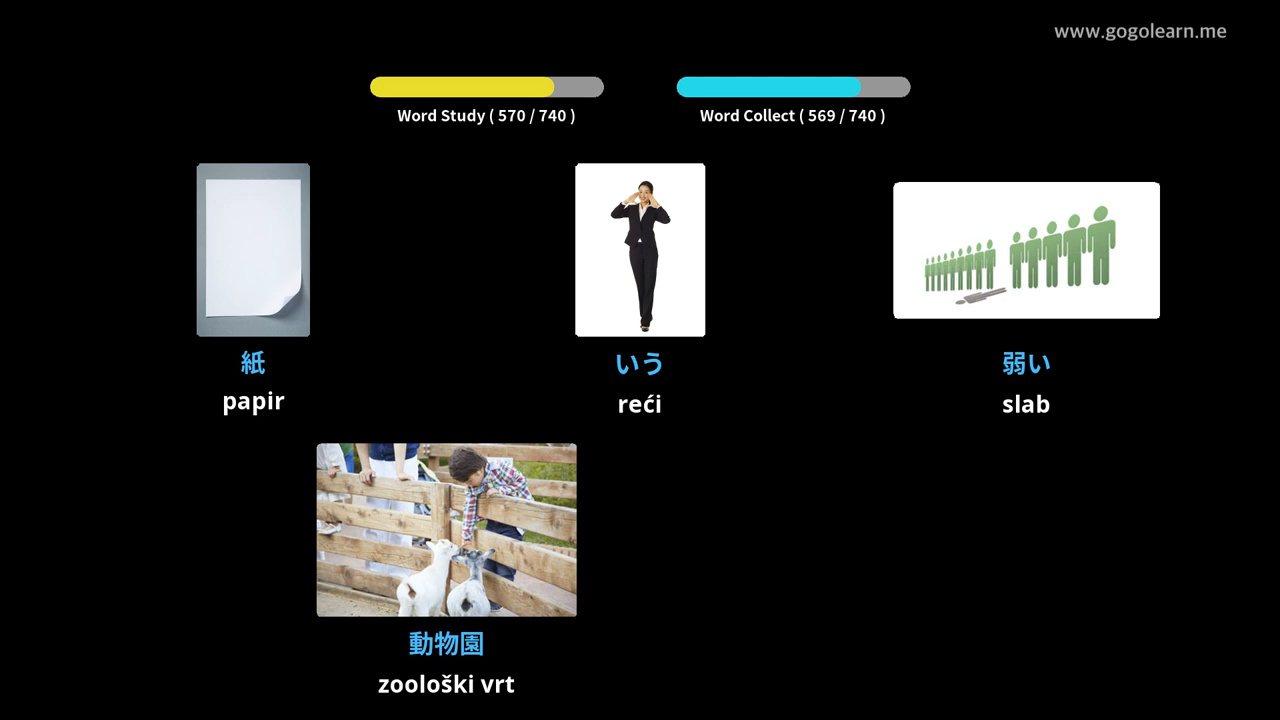 www.gogolearn.me
Word Study ( 570 / 740 )
Word Collect ( 569 / 740 )
紙
papir
いう
reći
弱い
slab
動物園
zoološki vrt